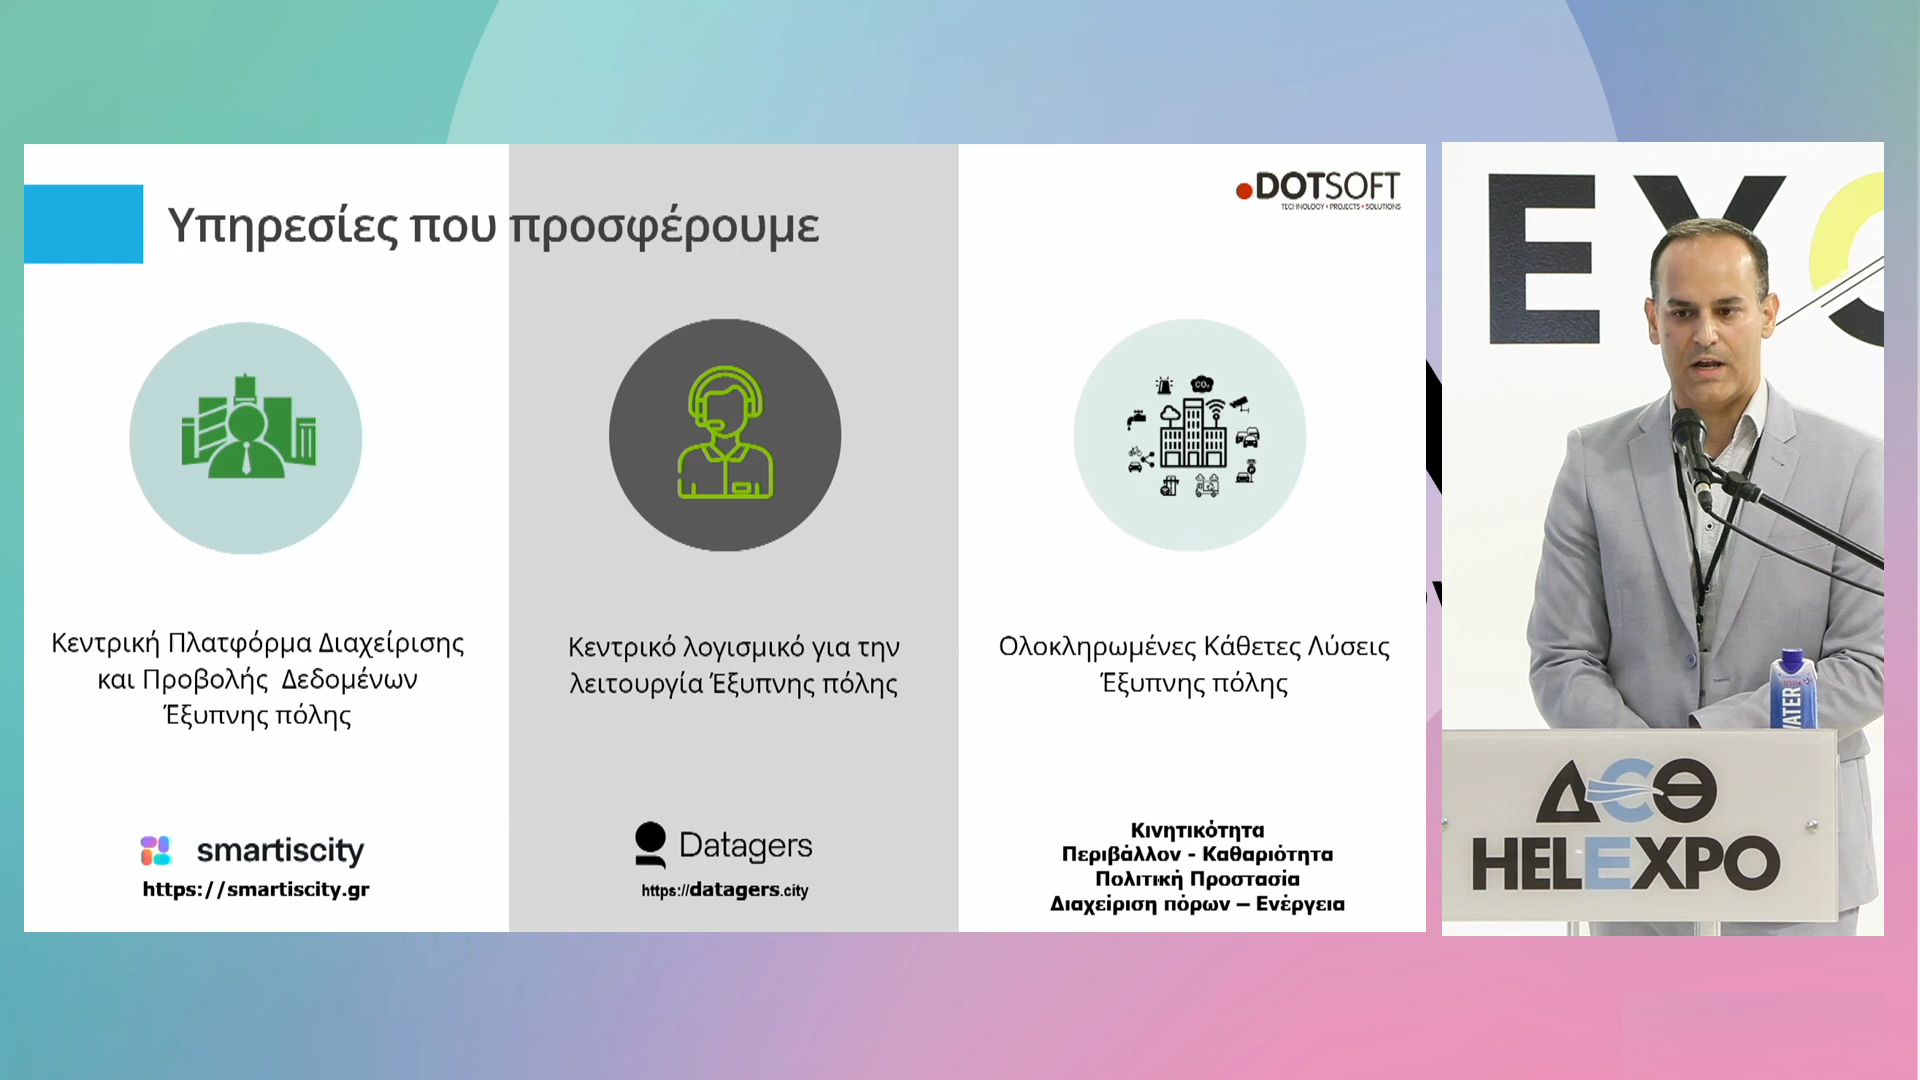 Υπηρεσίες που προσφέρουμε
DOTSOFT
TECHNOLOGY • PROJECTS • SOLUTIONS
CO₂
Κεντρική Πλατφόρμα Διαχείρισης
και Προβολής Δεδομένων
Έξυπνης πόλης
smartiscity
https://smartiscity.gr
Κεντρικό λογισμικό για την
λειτουργία Έξυπνης πόλης
Datagers
https://datagers.city
Ολοκληρωμένες Κάθετες Λύσεις
Έξυπνης πόλης
Κινητικότητα
Περιβάλλον - Καθαριότητα
Πολιτική Προστασία
Διαχείριση πόρων – Ενέργεια
WATER
ΔΕΘ
HELEXPO